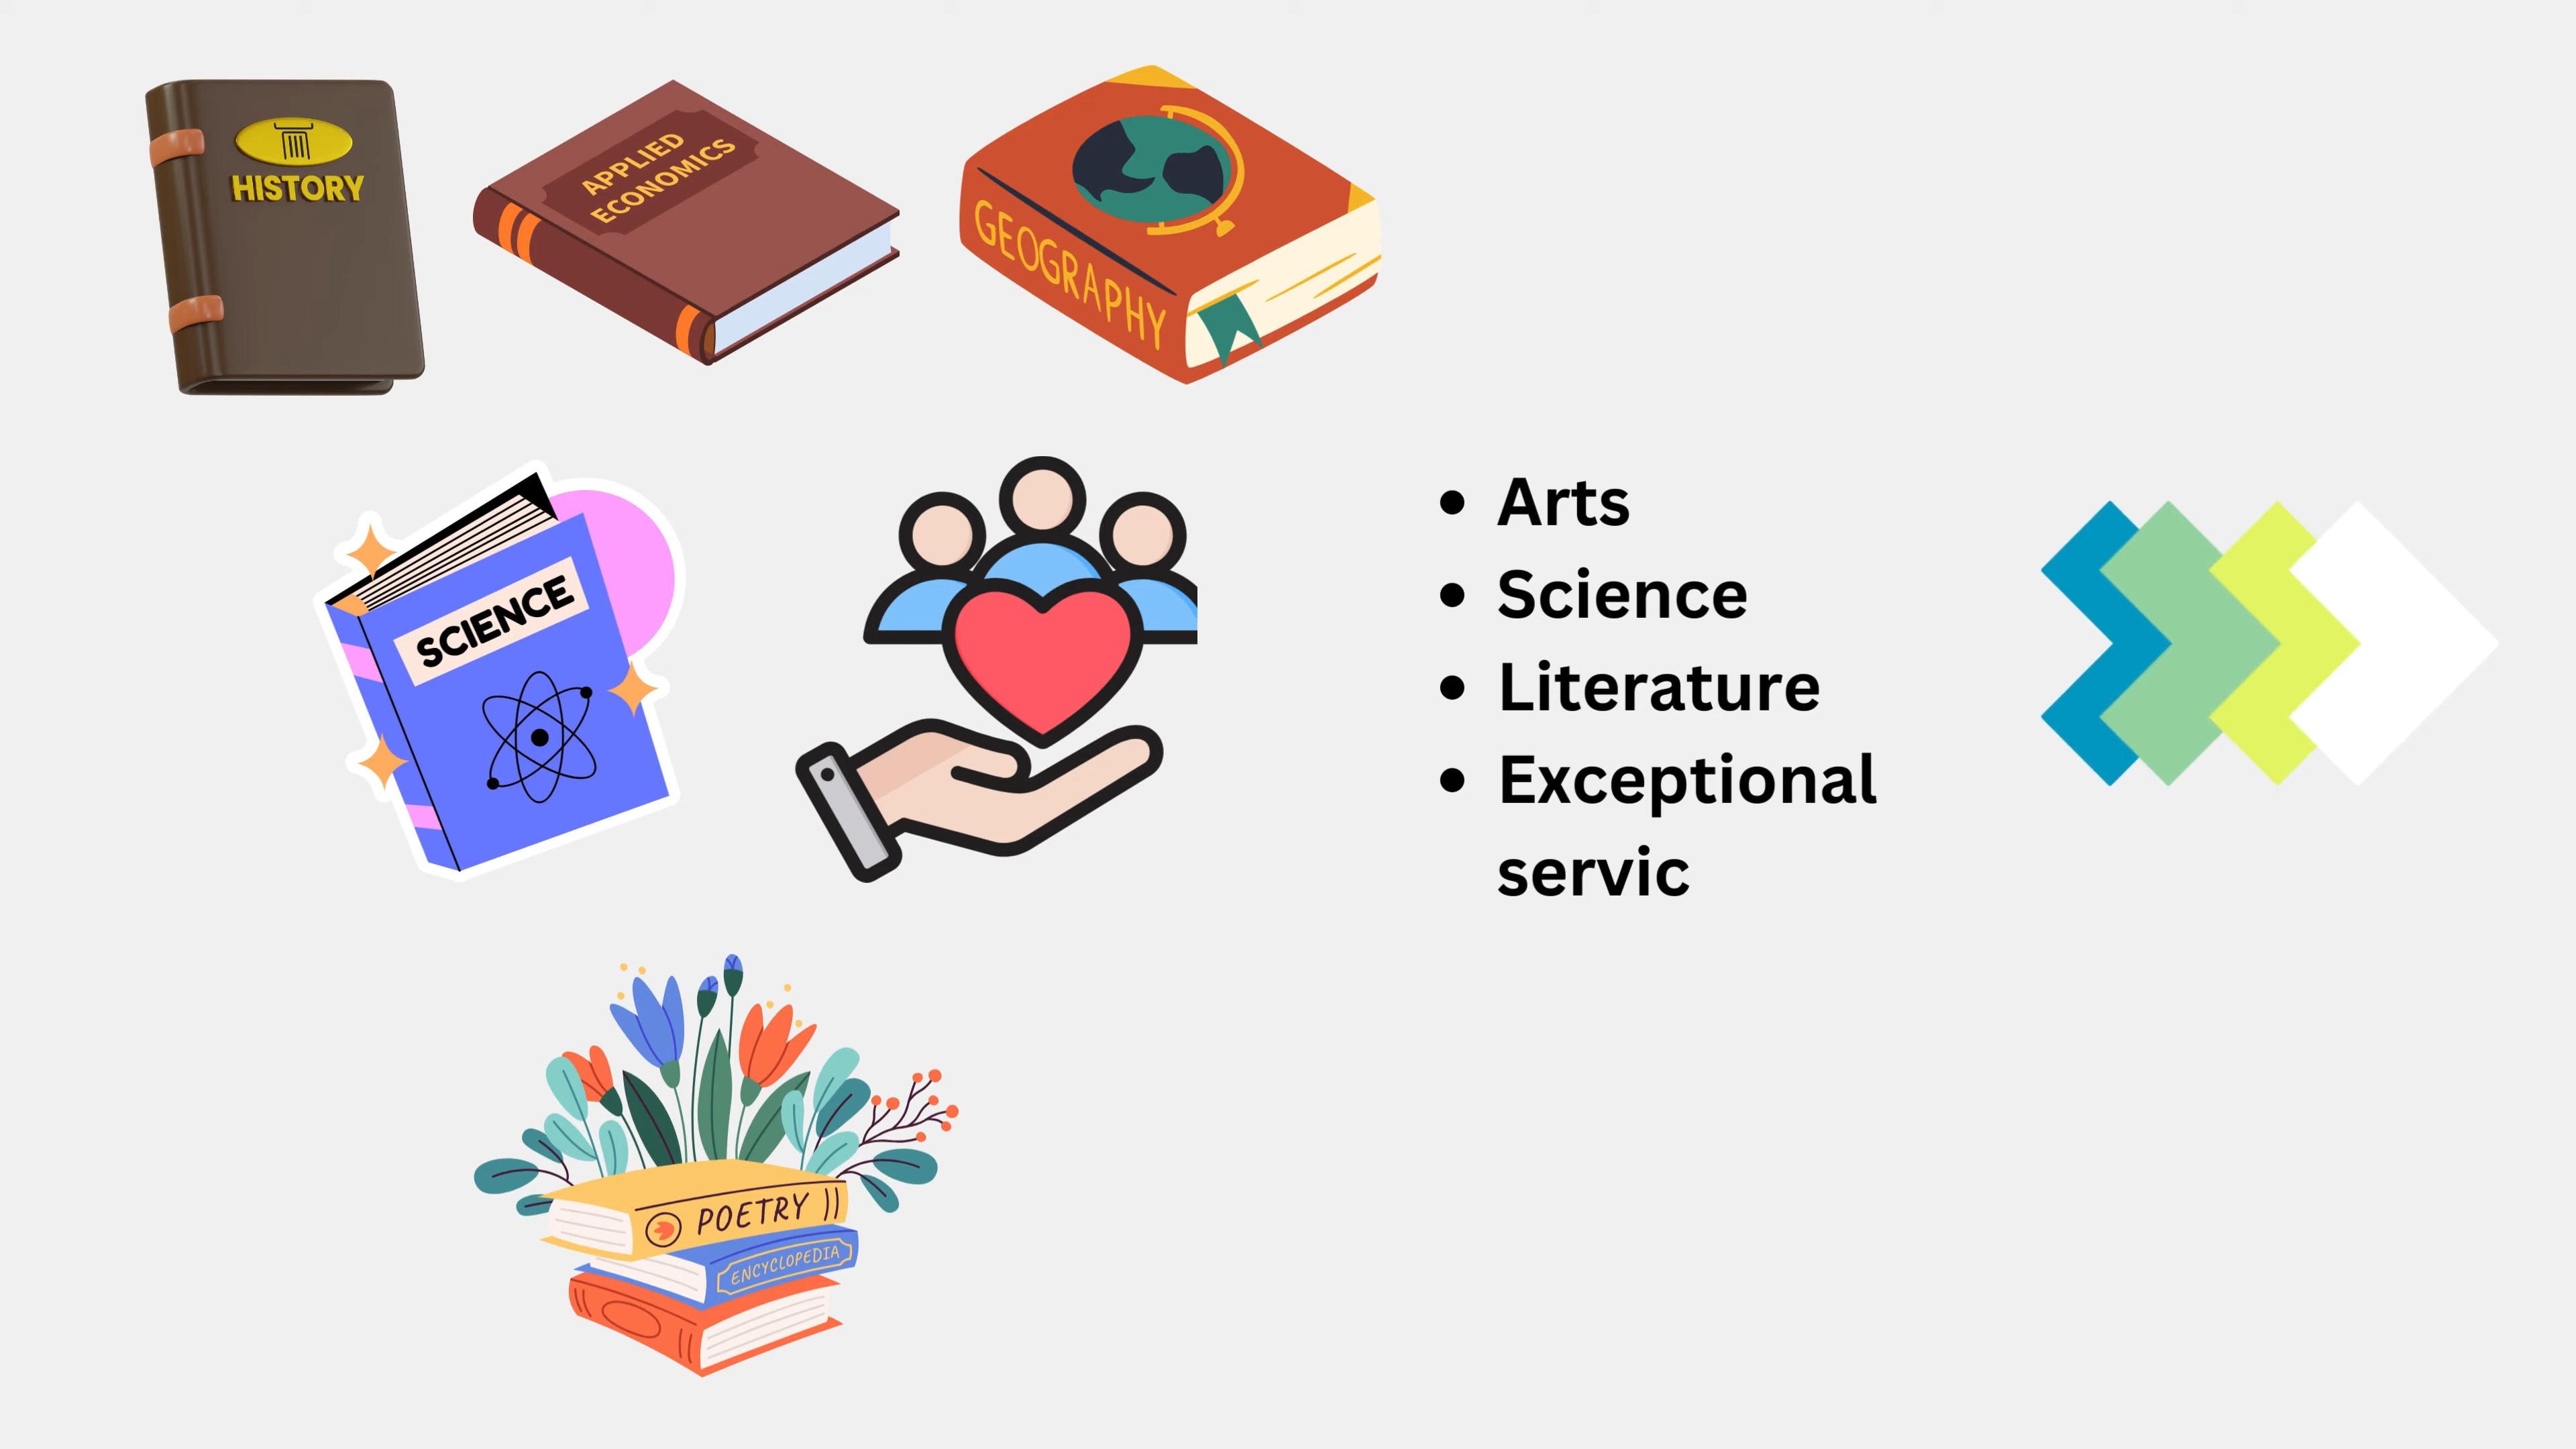 HISTORY
APPLIED
ECONOMICS
GEOGRAPHY
SCIENCE
• Arts
• Science
• Literature
• Exceptional
servic
POETRY
ENCYCLOPEDIA